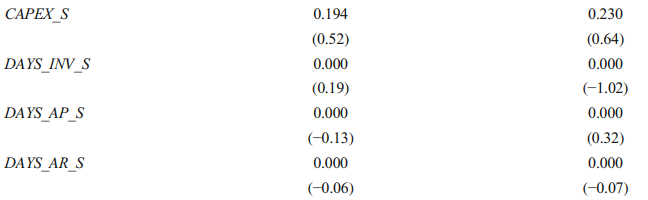 CAPEX_S 0.194 0.230
(0.52) (0.64)
DAYS_INV_S 0.000 0.000
(0.19) (−1.02)
DAYS_AP_S 0.000 0.000
(−0.13) (0.32)
DAYS_AR_S 0.000 0.000
(−0.06) (−0.07)